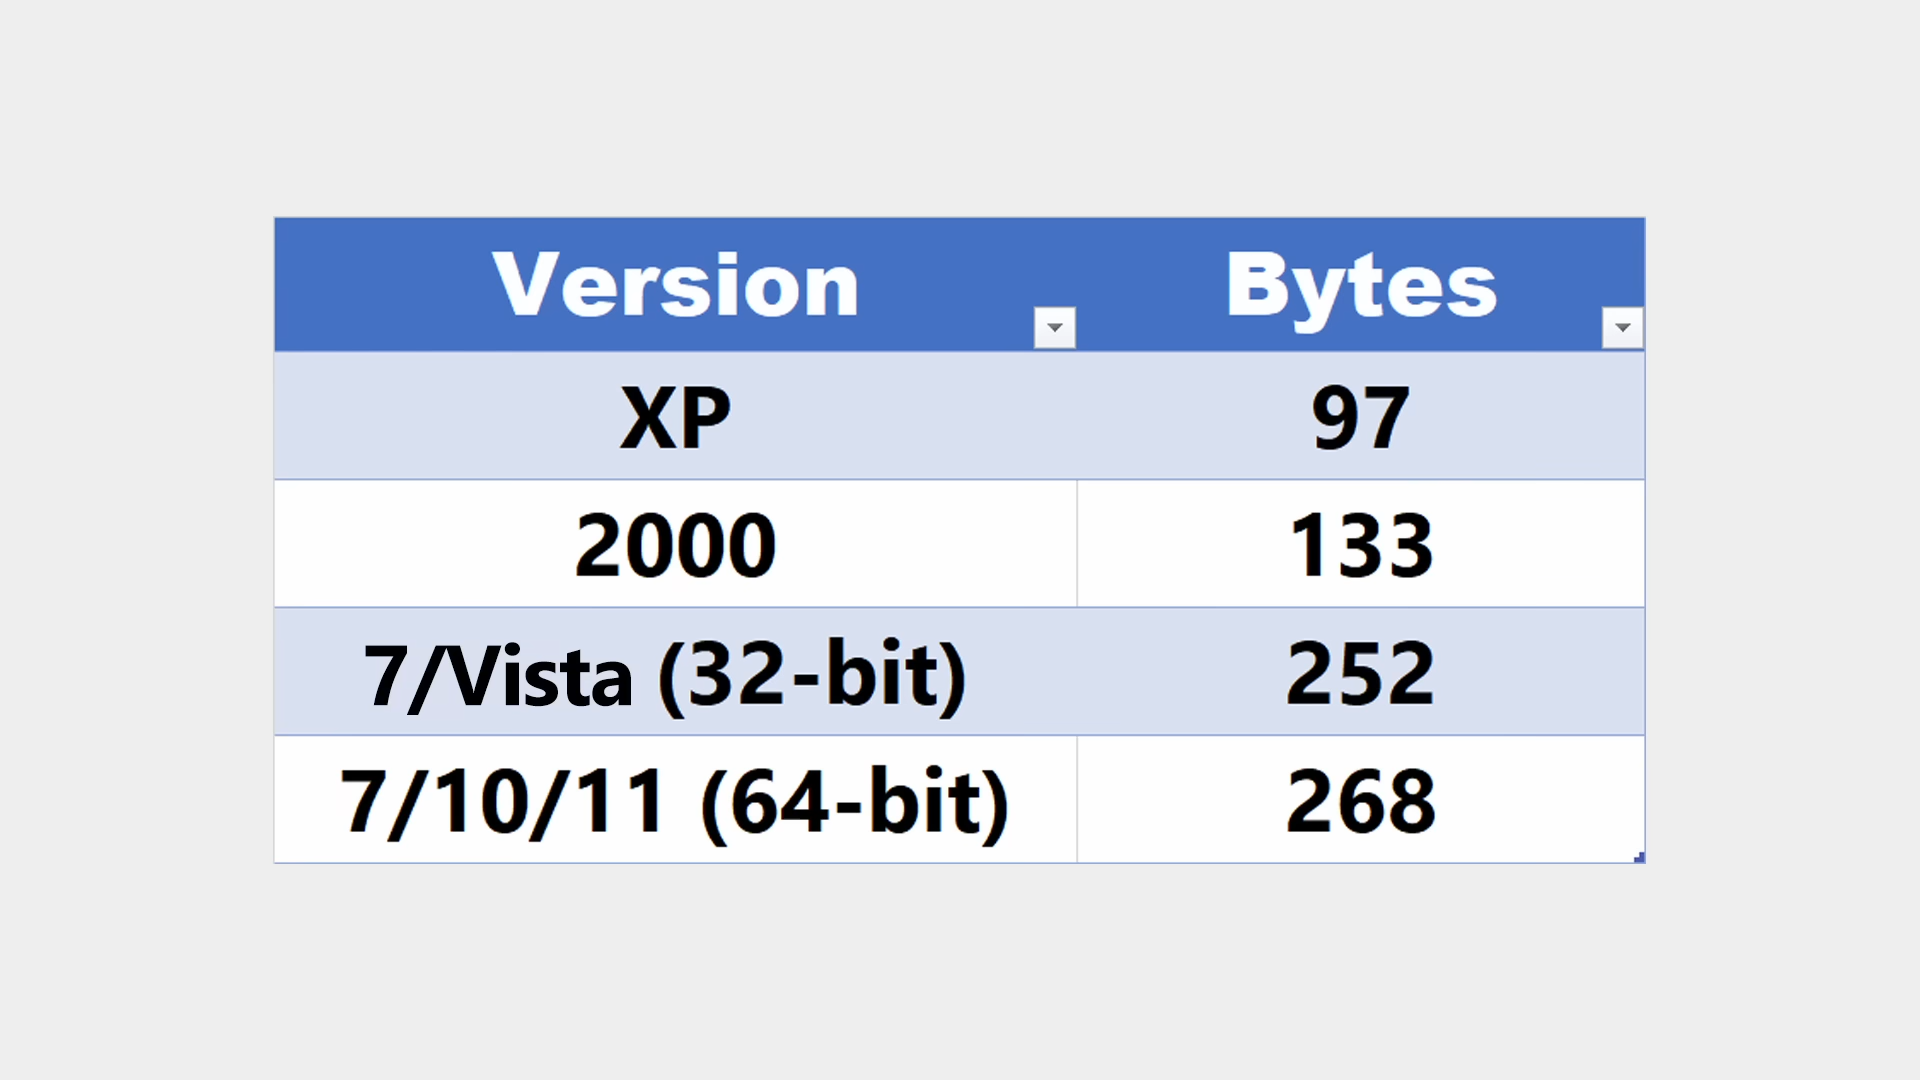 Version Bytes
XP 97
2000 133
7/Vista (32-bit) 252
7/10/11 (64-bit) 268